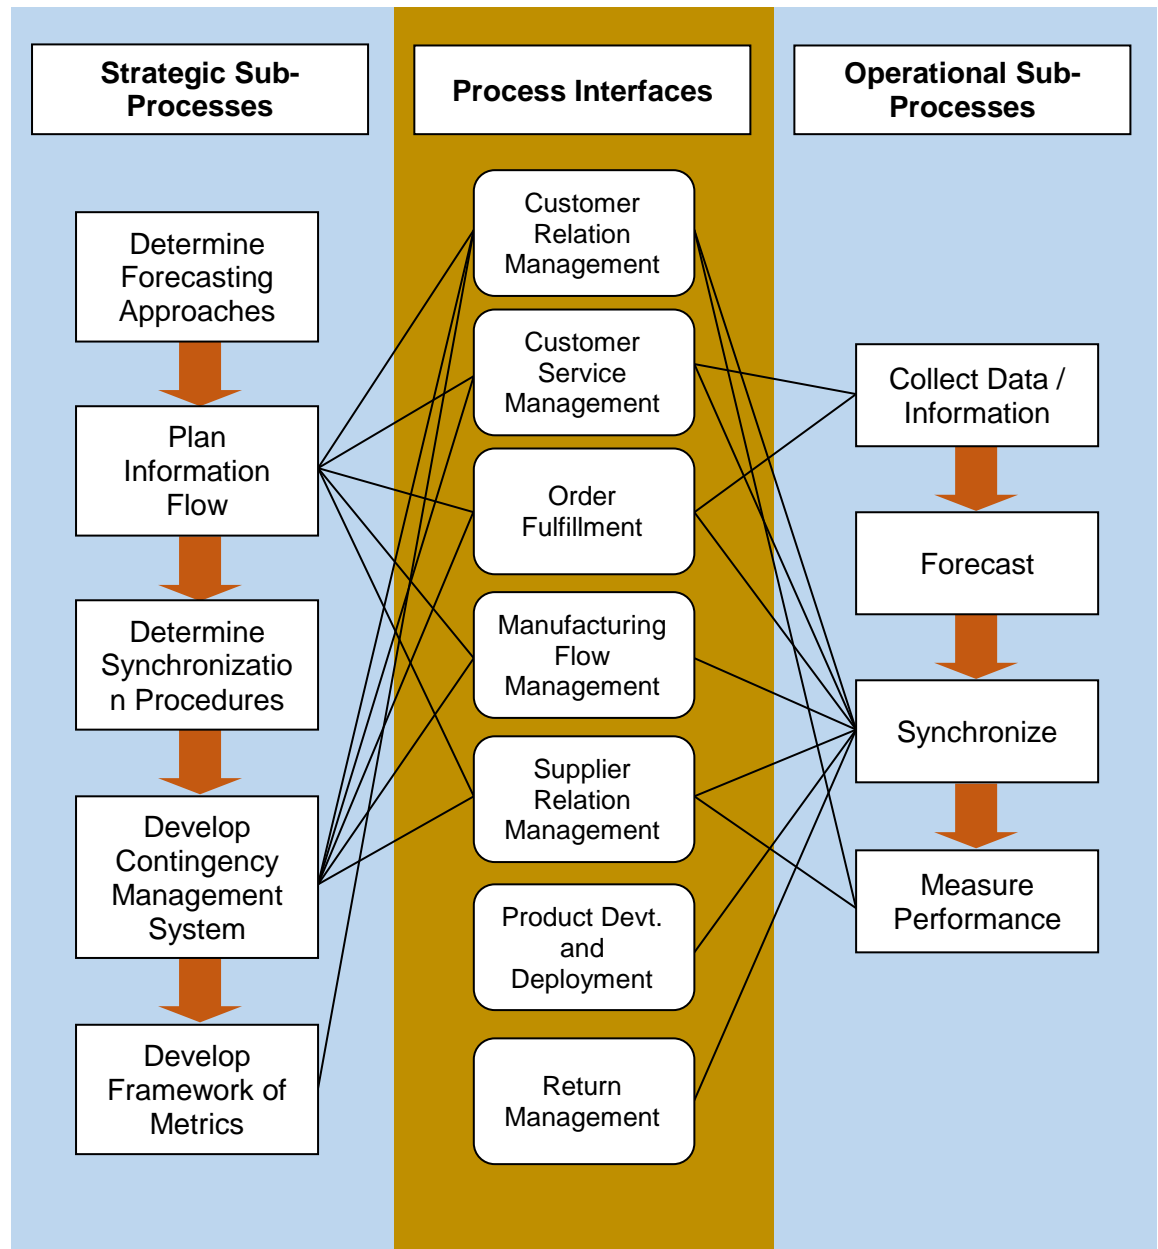 Strategic Sub-
Processes
Process Interfaces
Operational Sub-
Processes
Determine
Forecasting
Approaches
Plan
Information
Flow
Determine
Synchronizatio
n Procedures
Develop
Contingency
Management
System
Develop
Framework of
Metrics
Customer
Relation
Management
Customer
Service
Management
Order
Fulfillment
Manufacturing
Flow
Management
Supplier
Relation
Management
Product Devt.
and
Deployment
Return
Management
Collect Data /
Information
Forecast
Synchronize
Measure
Performance